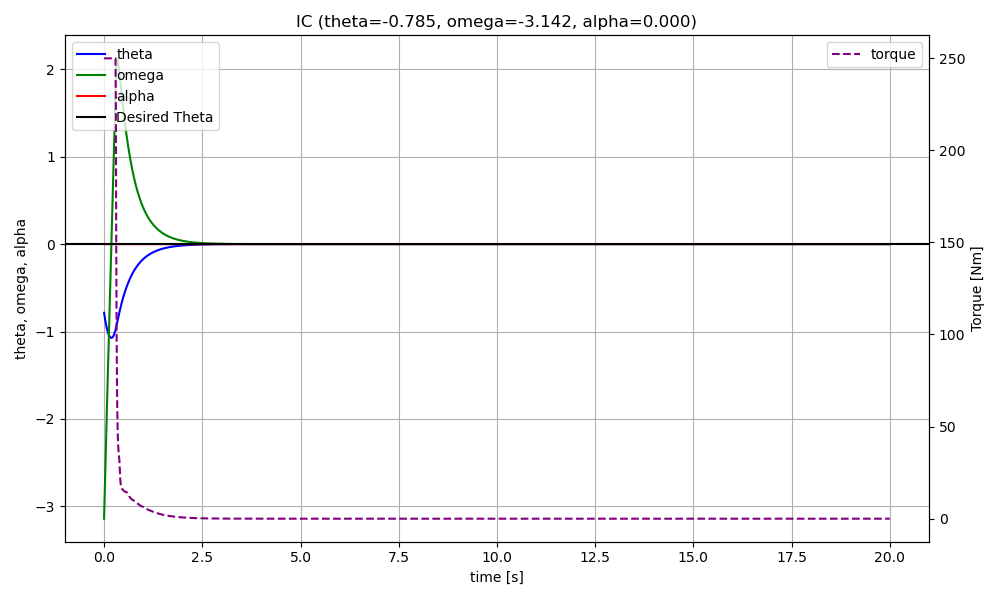 IC (theta=-0.785, omega=-3.142, alpha=0.000)
theta
omega
alpha
Desired Theta
torque
2
1
0
−1
−2
−3
theta, omega, alpha
250
200
150
100
50
0
Torque [Nm]
0.0 2.5 5.0 7.5 10.0 12.5 15.0 17.5 20.0
time [s]